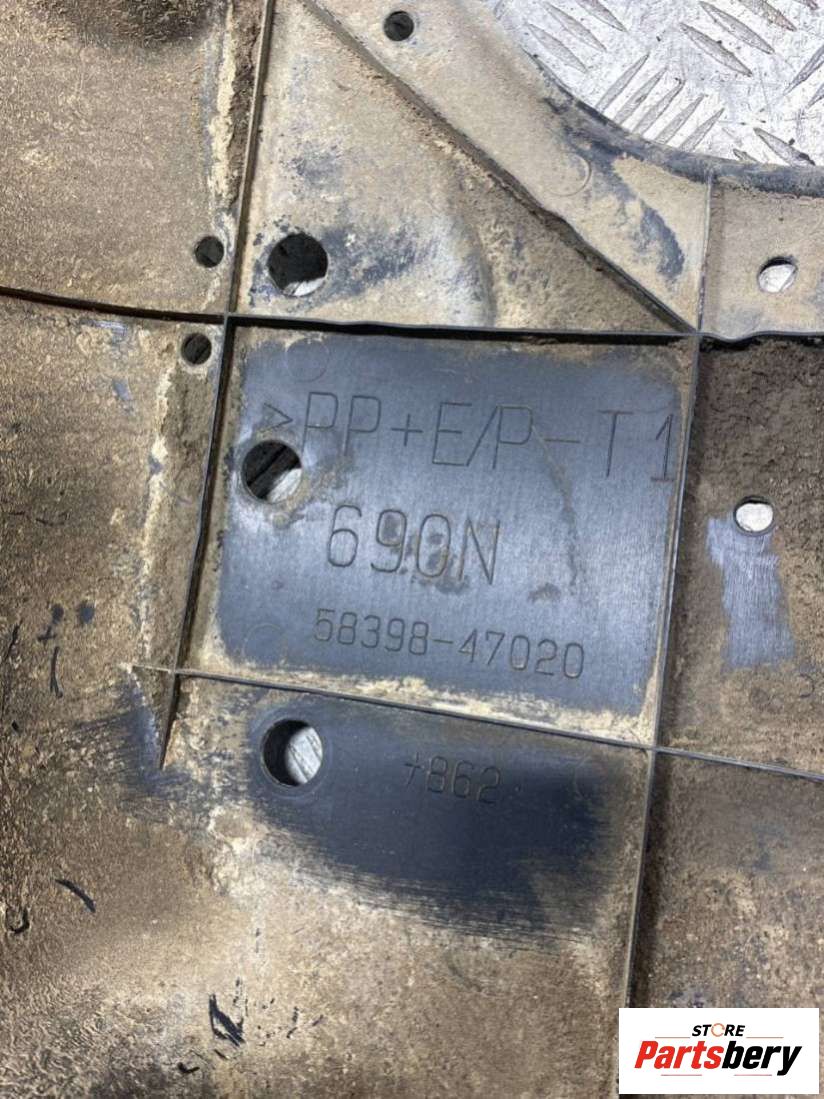 >PP+E/P-T1
690N
58398-47020
+862
STORE
Partsbery